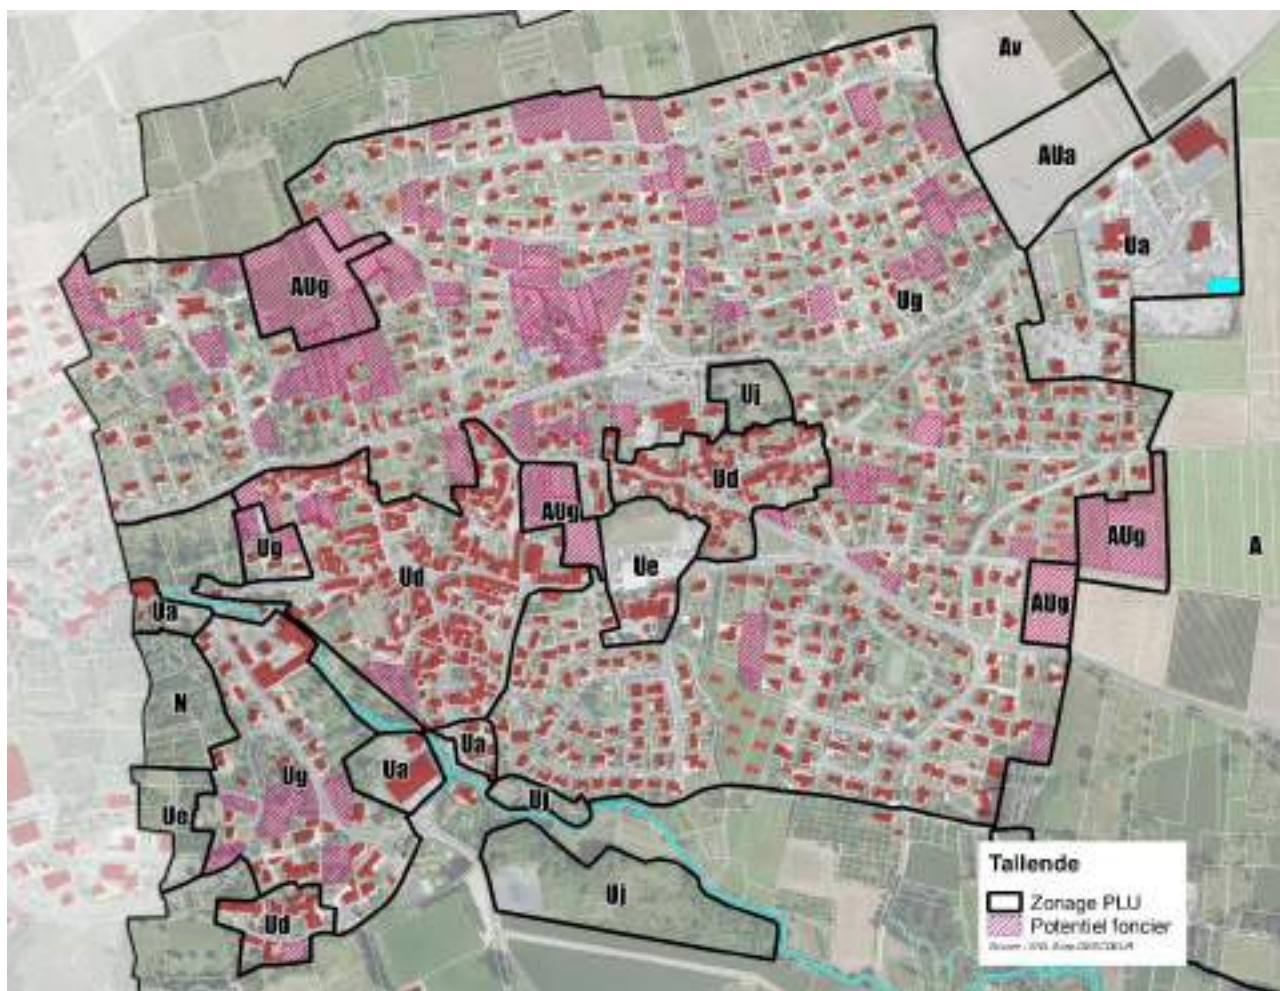 Av
AUa
Ua
AUg
Ug
Uj
Ud
AUg
Ug
Ud
Ue
AUg
A
AUg
Ua
N
Ua
Ua
Ug
Uj
Ue
Uj
Ud
Tallende
Zonage PLU
Potentiel foncier